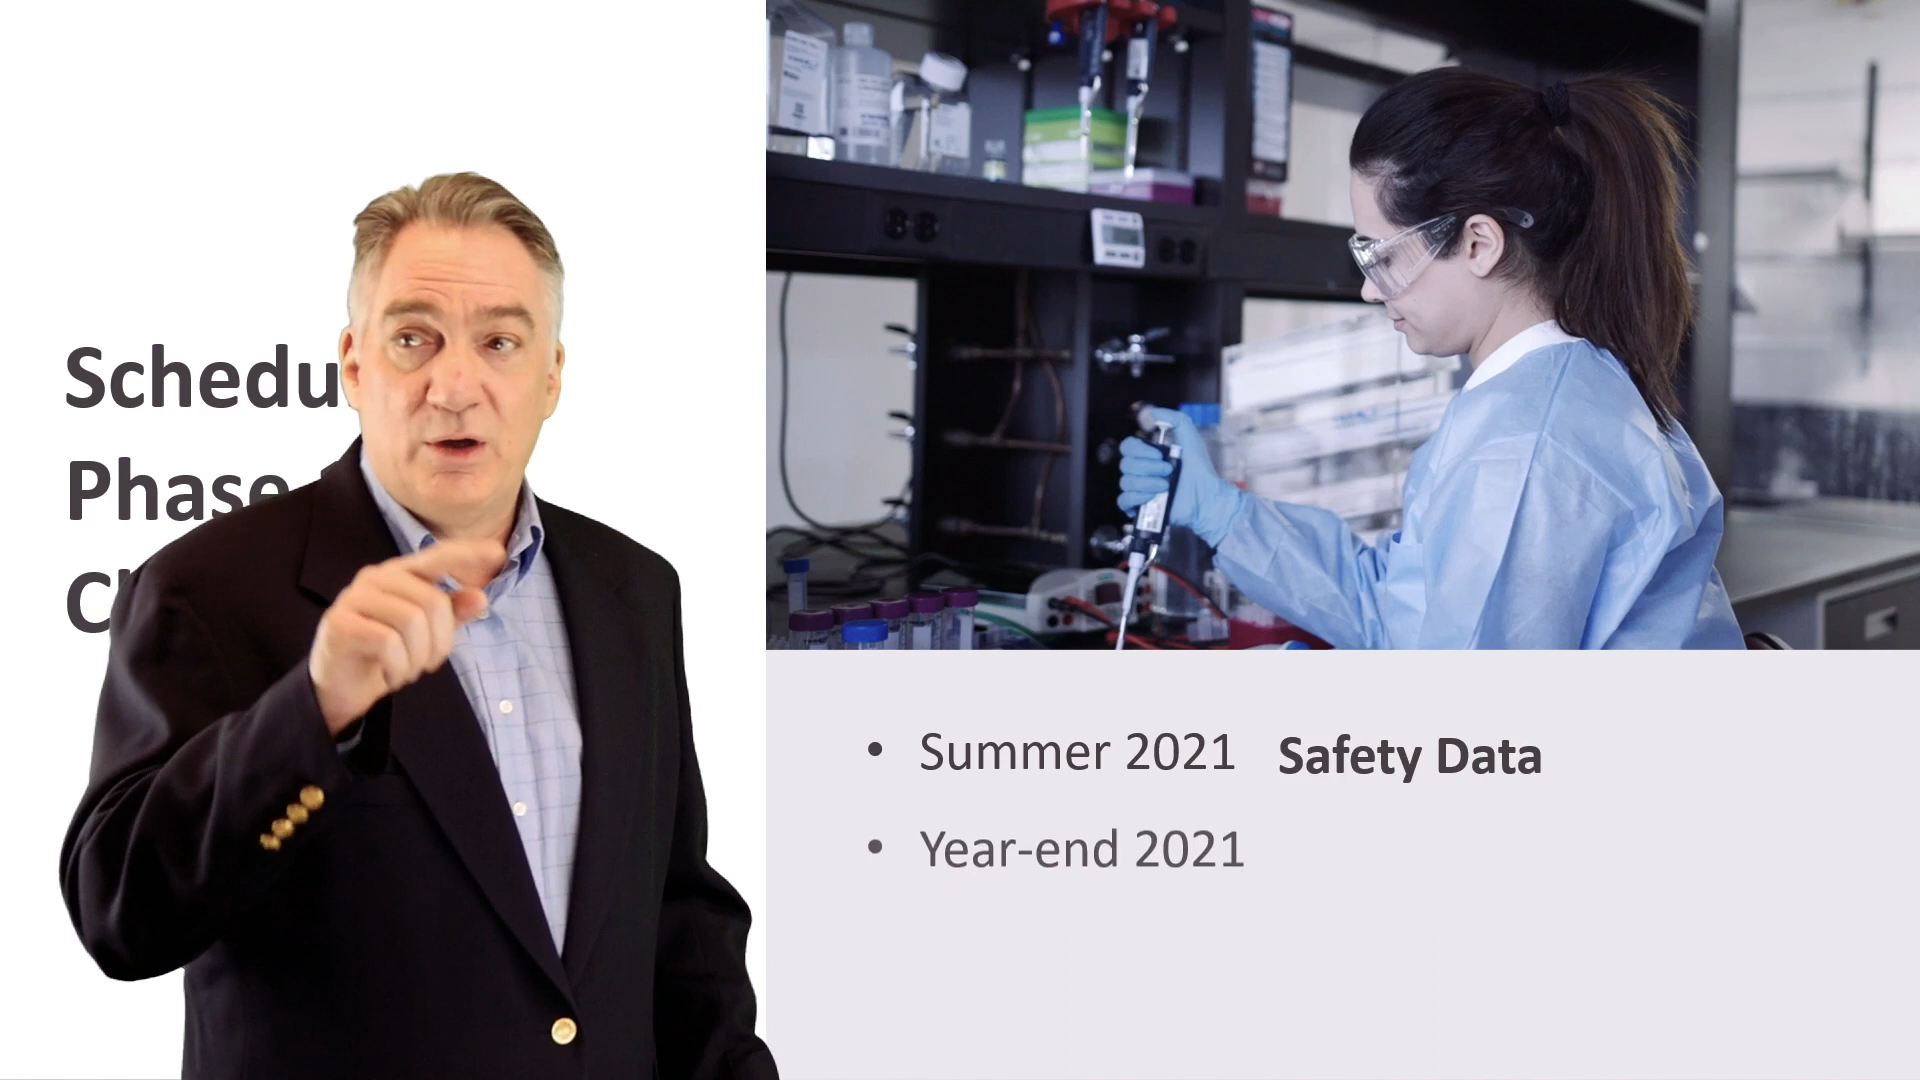 Schedu
Phase
• Summer 2021 Safety Data
• Year-end 2021